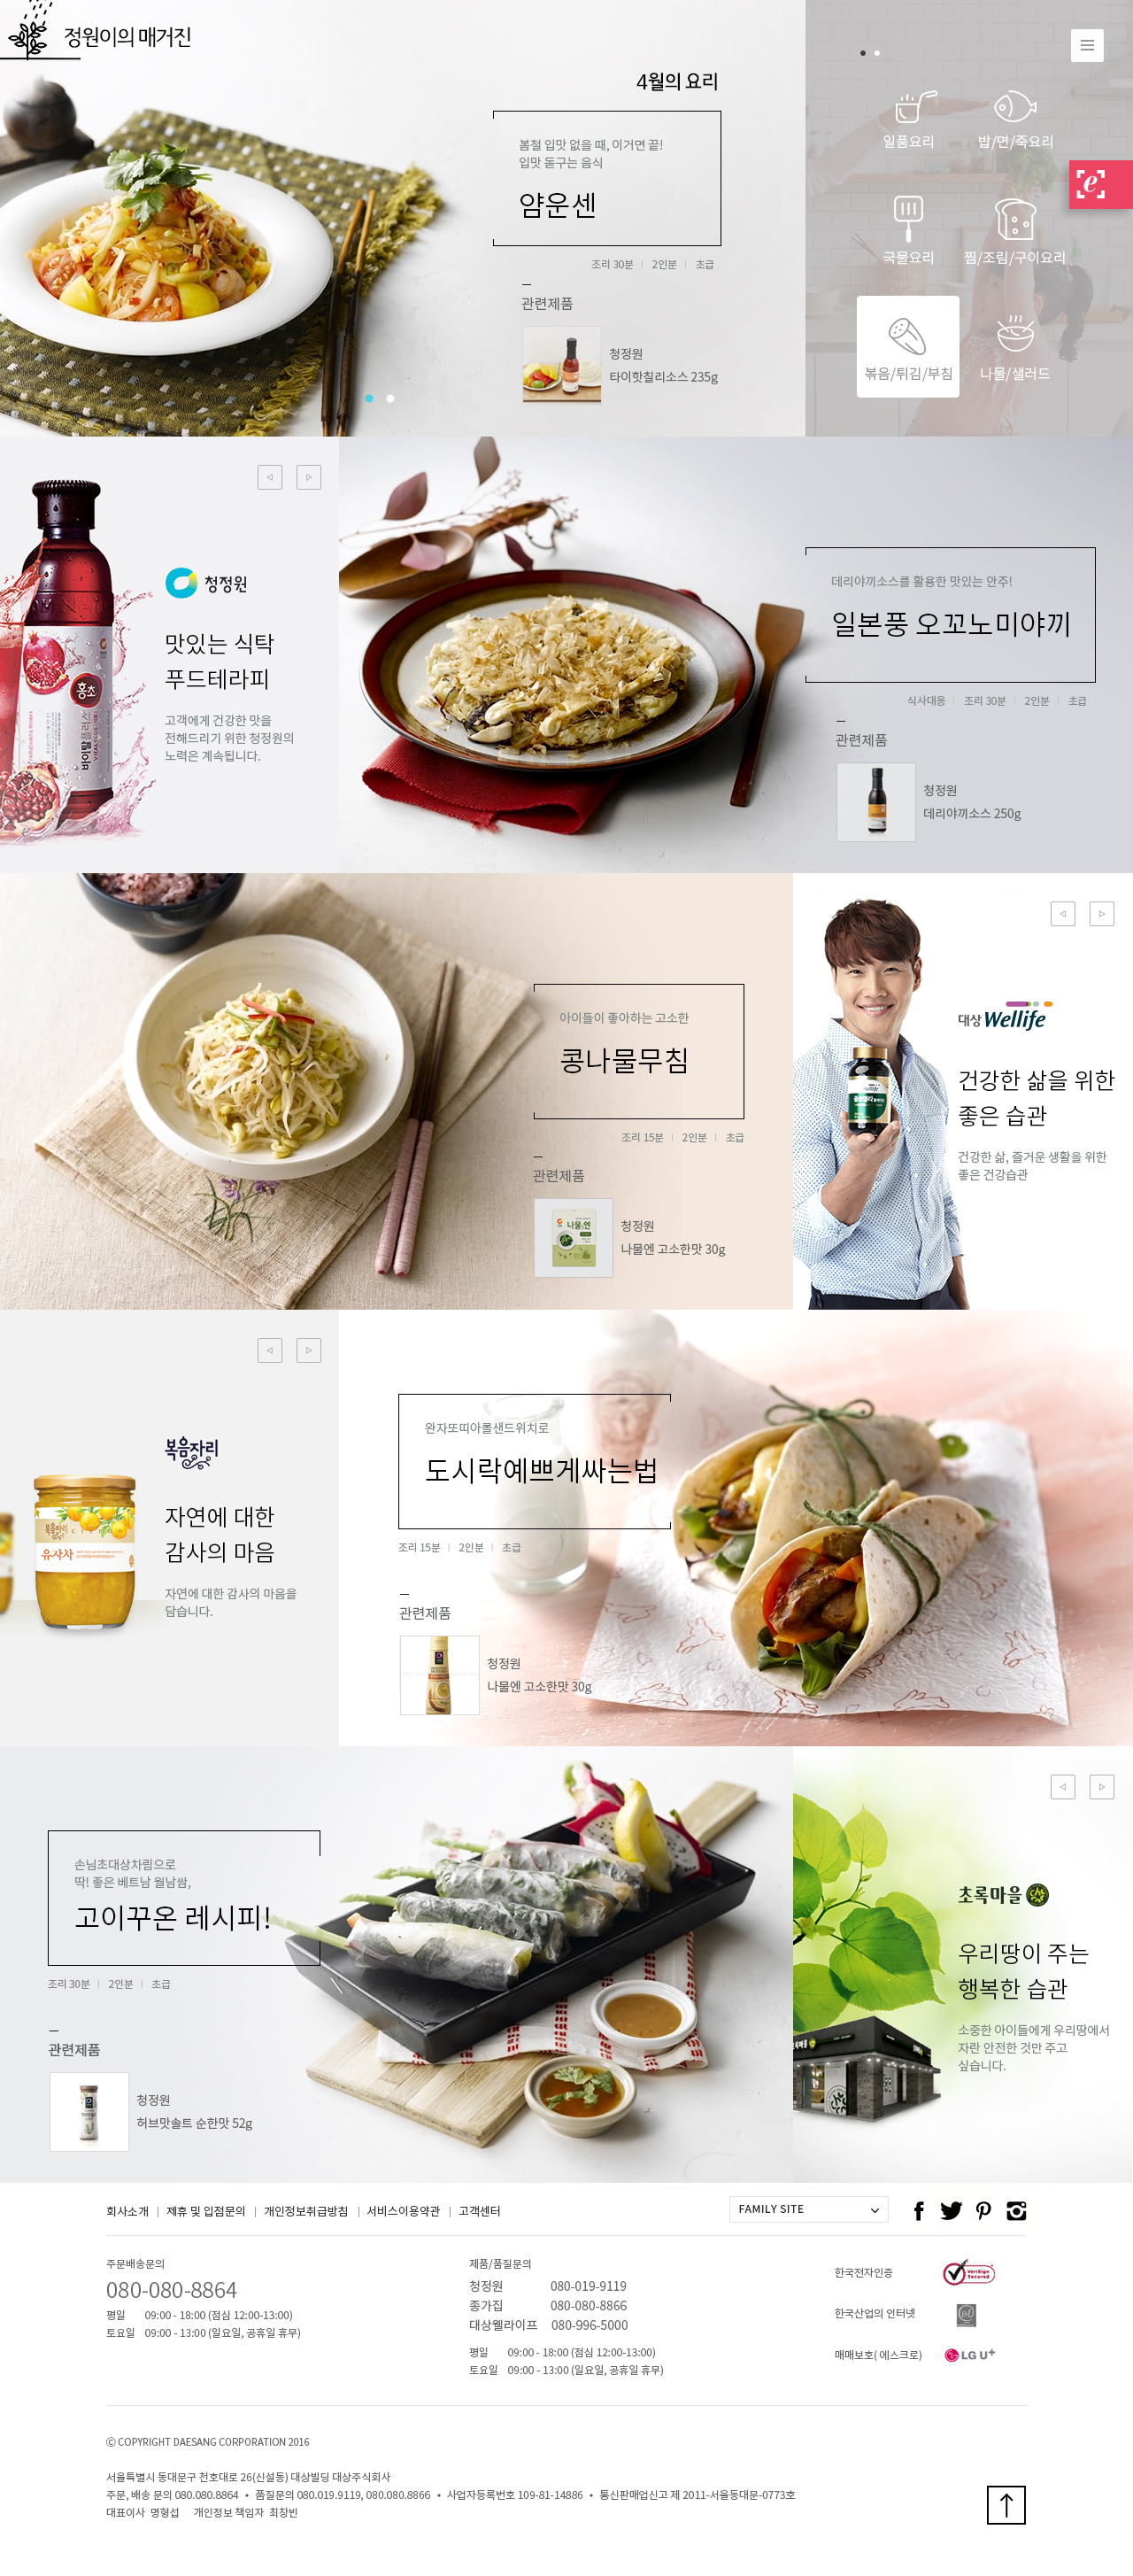 정원이의 매거진
4월의 요리
봄철 입맛 없을 때, 이거면 끝!
입맛 돋구는 음식
얌운센
조리 30분 | 2인분 | 초급
관련제품
청정원
타이핫칠리소스 235g
일품요리
밥/면/죽요리
국물요리
찜/조림/구이요리
볶음/튀김/부침
나물/샐러드
e
청정원
맛있는 식탁
푸드테라피
고객에게 건강한 맛을
전해드리기 위한 청정원의
노력은 계속됩니다.
홍초
바이탈플러스
VITAL PLUS
데리야끼소스를 활용한 맛있는 안주!
일본풍 오꼬노미야끼
식사대용 | 조리 30분 | 2인분 | 초급
관련제품
청정원
데리야끼소스 250g
아이들이 좋아하는 고소한
콩나물무침
조리 15분 | 2인분 | 초급
관련제품
나물엔
청정원
나물엔 고소한맛 30g
대상 Wellife
건강한 삶을 위한
좋은 습관
건강한 삶, 즐거운 생활을 위한
좋은 건강습관
복음자리
자연에 대한
감사의 마음
자연에 대한 감사의 마음을
담습니다.
복음자리
유자차
완자또띠아롤샌드위치로
도시락예쁘게싸는법
조리 15분 | 2인분 | 초급
관련제품
청정원
나물엔 고소한맛 30g
손님초대상차림으로
딱! 좋은 베트남 월남쌈,
고이꾸온 레시피!
조리 30분 | 2인분 | 초급
관련제품
청정원
허브맛솔트 순한맛 52g
초록마을
우리땅이 주는
행복한 습관
소중한 아이들에게 우리땅에서
자란 안전한 것만 주고
싶습니다.
회사소개 | 제휴 및 입점문의 | 개인정보취급방침 | 서비스이용약관 | 고객센터
FAMILY SITE
주문배송문의
080-080-8864
평일 09:00 - 18:00 (점심 12:00-13:00)
토요일 09:00 - 13:00 (일요일, 공휴일 휴무)
제품/품질문의
청정원 080-019-9119
종가집 080-080-8866
대상웰라이프 080-996-5000
평일 09:00 - 18:00 (점심 12:00-13:00)
토요일 09:00 - 13:00 (일요일, 공휴일 휴무)
한국전자인증
VeriSign
Secured
한국산업의 인터넷
매매보호( 에스크로)
LG U+
ⓒ COPYRIGHT DAESANG CORPORATION 2016
서울특별시 동대문구 천호대로 26(신설동) 대상빌딩 대상주식회사
주문, 배송 문의 080.080.8864 • 품질문의 080.019.9119, 080.080.8866 • 사업자등록번호 109-81-14886 • 통신판매업신고 제 2011-서울동대문-0773호
대표이사 명형섭 개인정보 책임자 최창빈